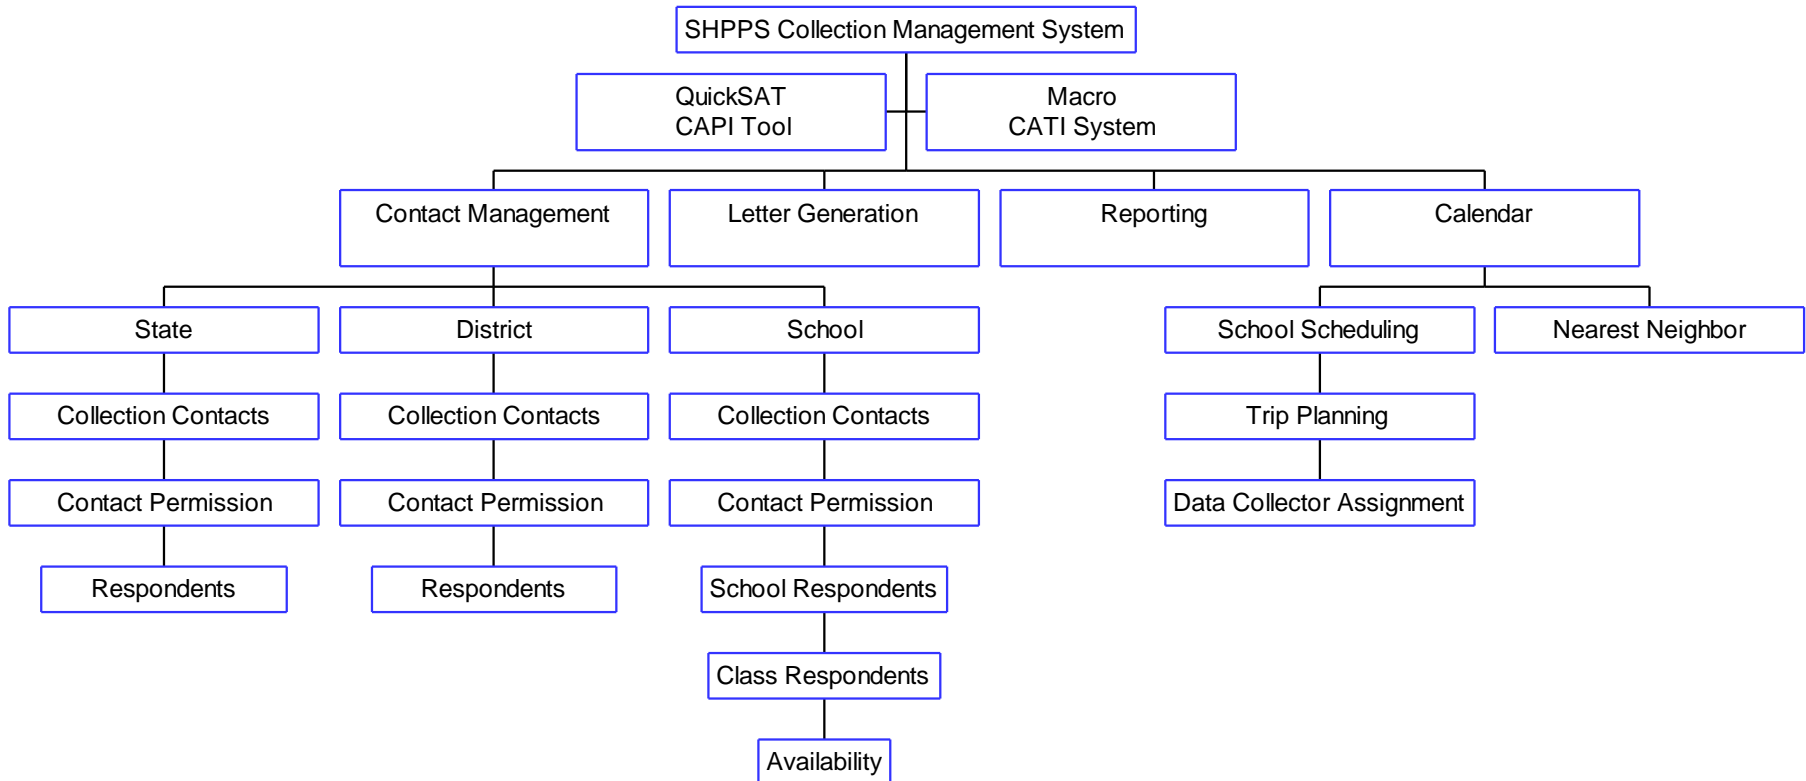 SHPPS Collection Management System
QuickSAT
CAPI Tool
Macro
CATI System
Contact Management
Letter Generation
Reporting
Calendar
State
District
School
School Scheduling
Nearest Neighbor
Collection Contacts
Collection Contacts
Collection Contacts
Trip Planning
Contact Permission
Contact Permission
Contact Permission
Data Collector Assignment
Respondents
Respondents
School Respondents
Class Respondents
Availability